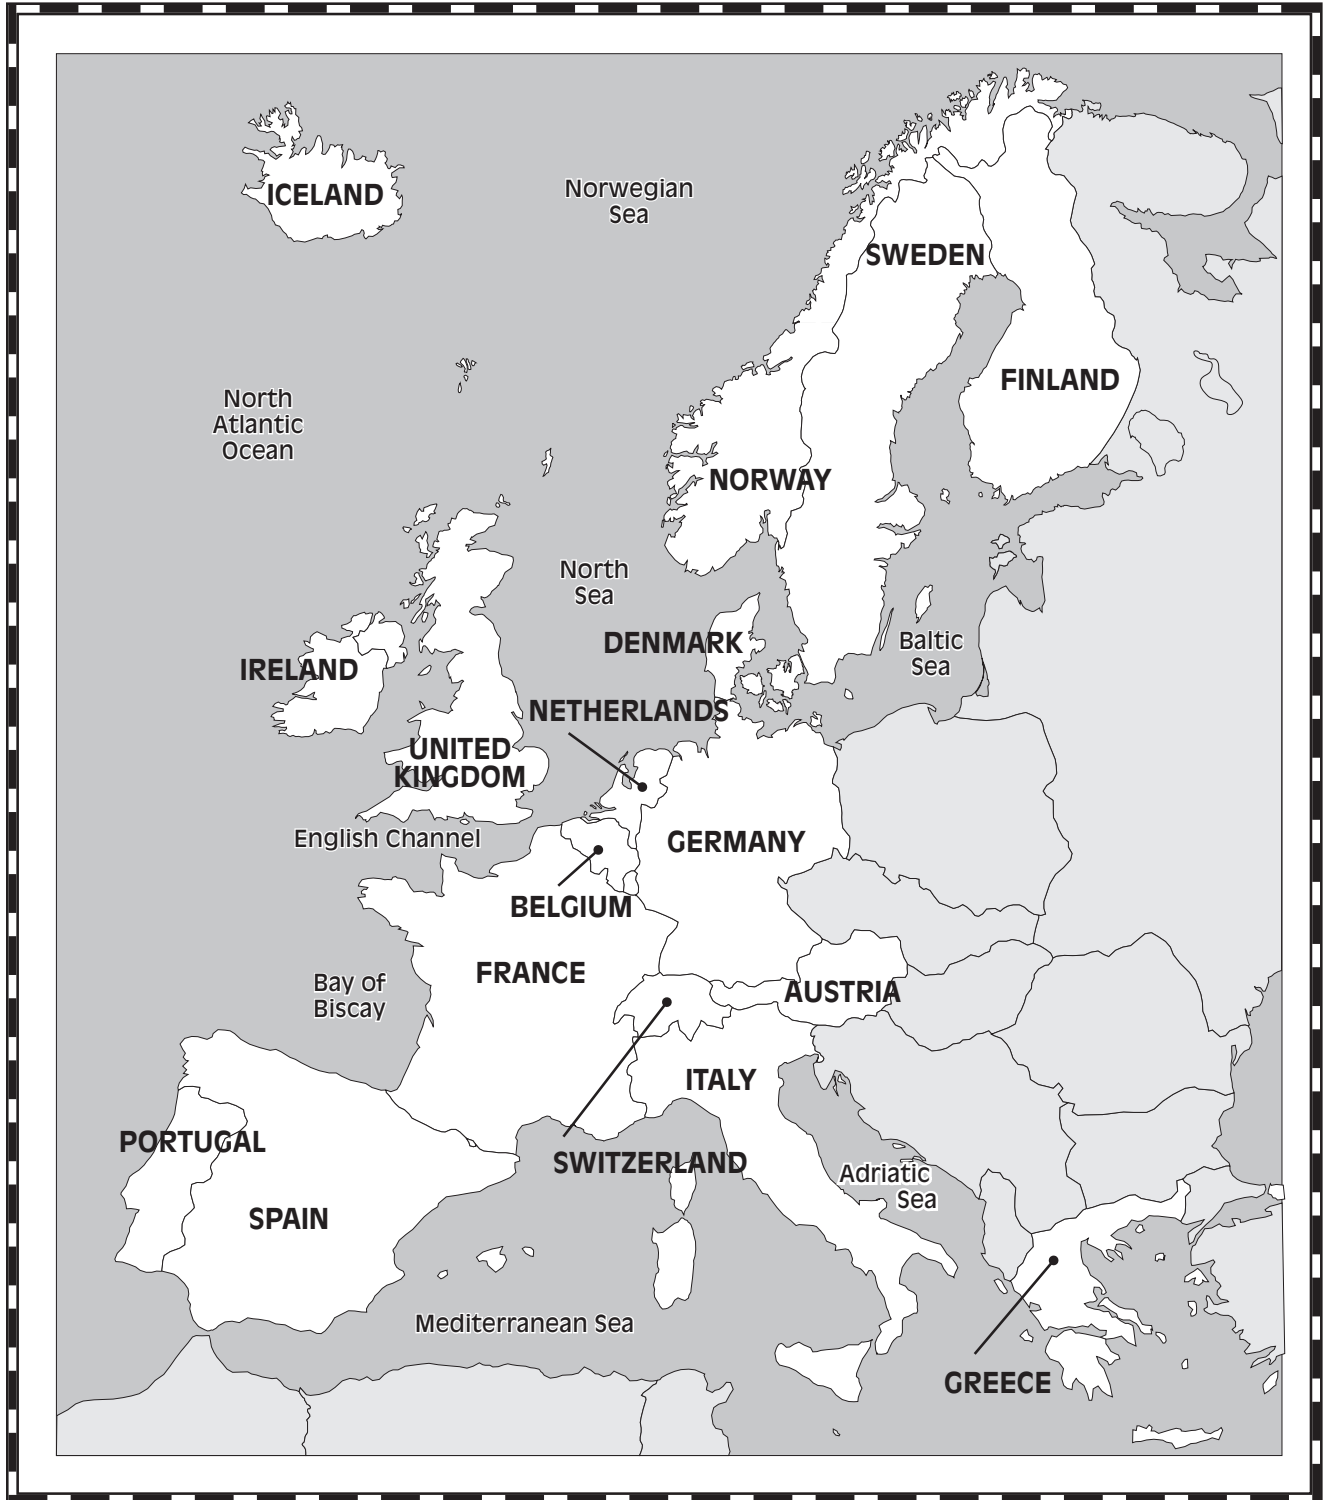 ICELAND
Norwegian
Sea
SWEDEN
FINLAND
North
Atlantic
Ocean
NORWAY
North
Sea
DENMARK
Baltic
Sea
IRELAND
NETHERLANDS
UNITED
KINGDOM
English Channel
GERMANY
BELGIUM
FRANCE
Bay of
Biscay
AUSTRIA
ITALY
PORTUGAL
SWITZERLAND
Adriatic
Sea
SPAIN
Mediterranean Sea
GREECE